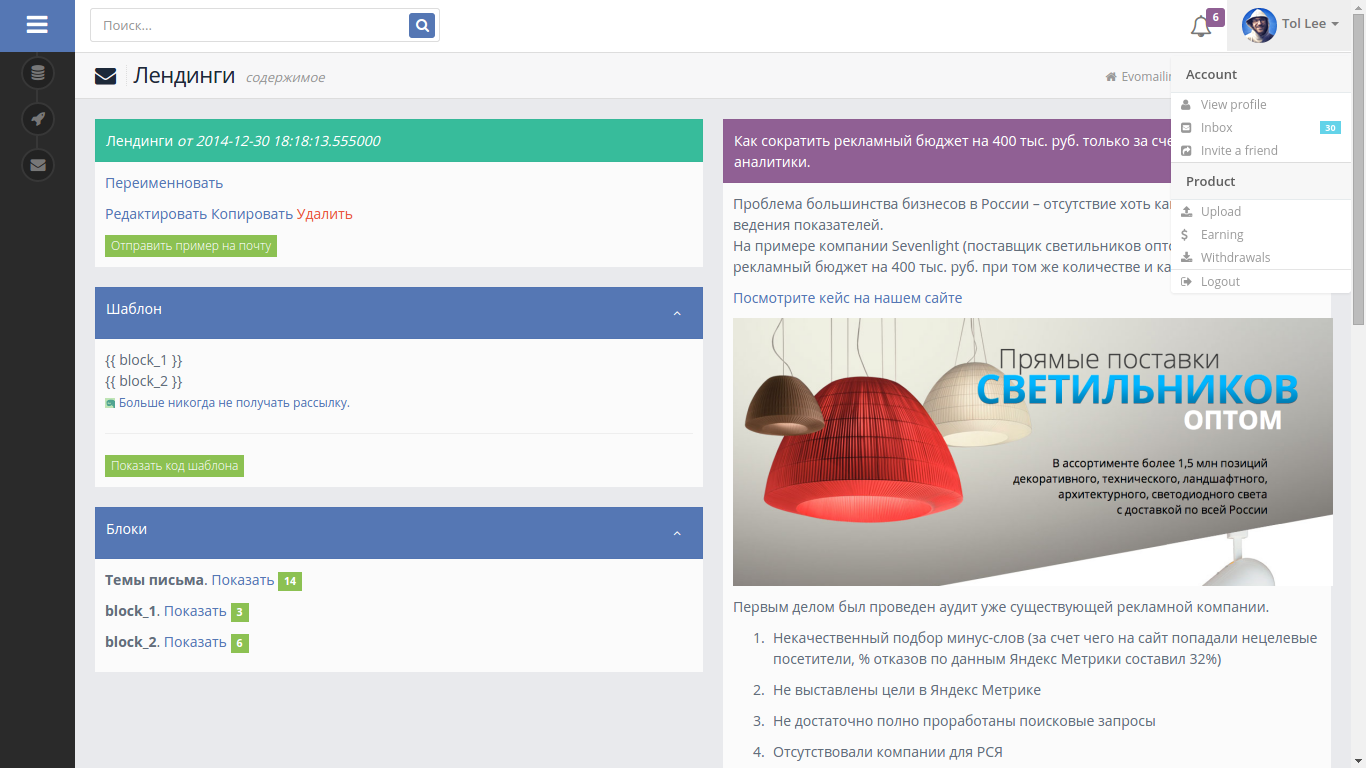 Поиск...
6
Tol Lee
Лендинги содержимое
Evomailin
Account
View profile
Inbox 30
Invite a friend
Product
Upload
Earning
Withdrawals
Logout
Лендинги от 2014-12-30 18:18:13.555000
Переименновать
Редактировать Копировать Удалить
Отправить пример на почту
Шаблон
{{ block_1 }}
{{ block_2 }}
Больше никогда не получать рассылку.
Показать код шаблона
Блоки
Темы письма. Показать 14
block_1. Показать 3
block_2. Показать 6
Как сократить рекламный бюджет на 400 тыс. руб. только за сче
аналитики.
Проблема большинства бизнесов в России – отсутствие хоть ка
ведения показателей.
На примере компании Sevenlight (поставщик светильников опто
рекламный бюджет на 400 тыс. руб. при том же количестве и ка
Посмотрите кейс на нашем сайте
Прямые поставки
СВЕТИЛЬНИКОВ
ОПТОМ
В ассортименте более 1,5 млн позиций
декоративного, технического, ландшафтного,
архитектурного, светодиодного света
с доставкой по всей России
Первым делом был проведен аудит уже существующей рекламной компании.
1. Некачественный подбор минус-слов (за счет чего на сайт попадали нецелевые
посетители, % отказов по данным Яндекс Метрики составил 32%)
2. Не выставлены цели в Яндекс Метрике
3. Не достаточно полно проработаны поисковые запросы
4. Отсутствовали компании для РСЯ